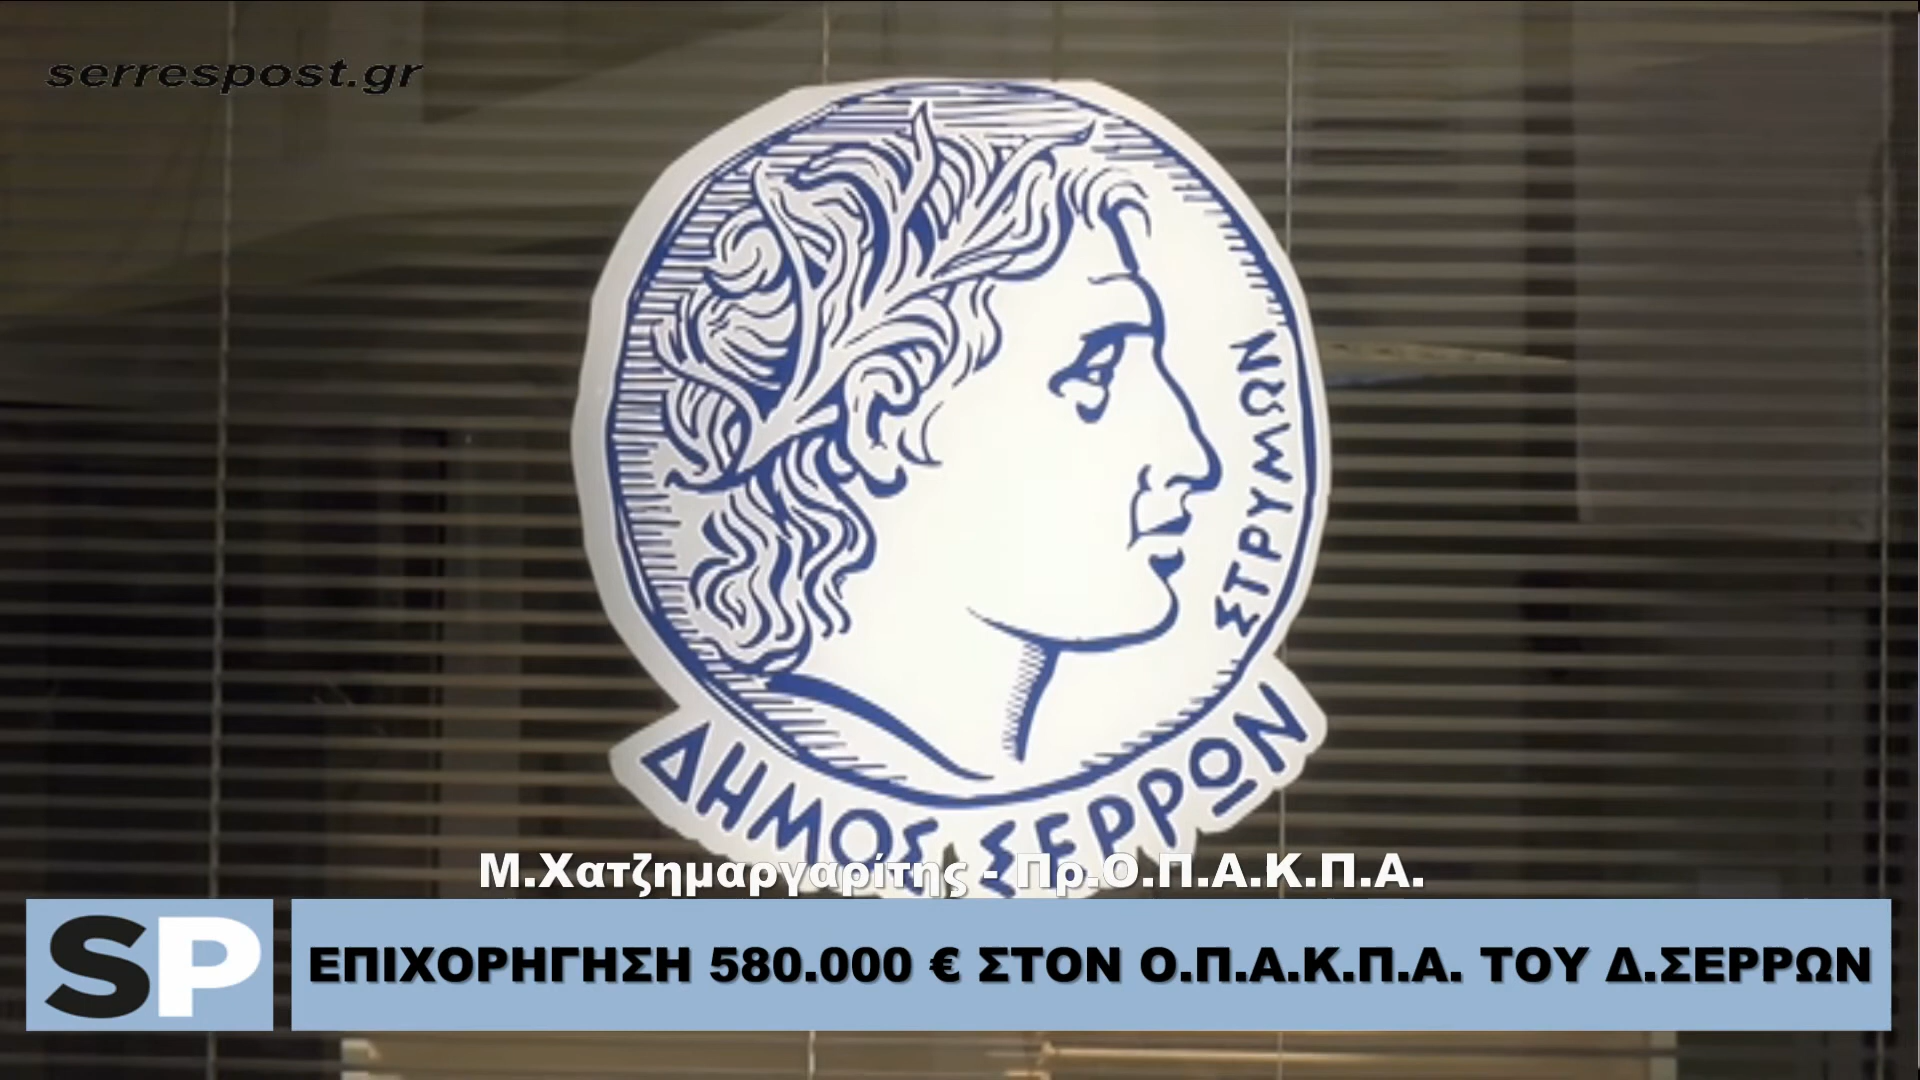 serrespost.gr
ΣΤΡΥΜΩΝ
ΔΗΜΟΣ ΣΕΡΡΩΝ
Μ.Χατζημαργαρίτης - Πρ.Ο.Π.Α.Κ.Π.Α.
SP
ΕΠΙΧΟΡΗΓΗΣΗ 580.000 € ΣΤΟΝ Ο.Π.Α.Κ.Π.Α. ΤΟΥ Δ.ΣΕΡΡΩΝ